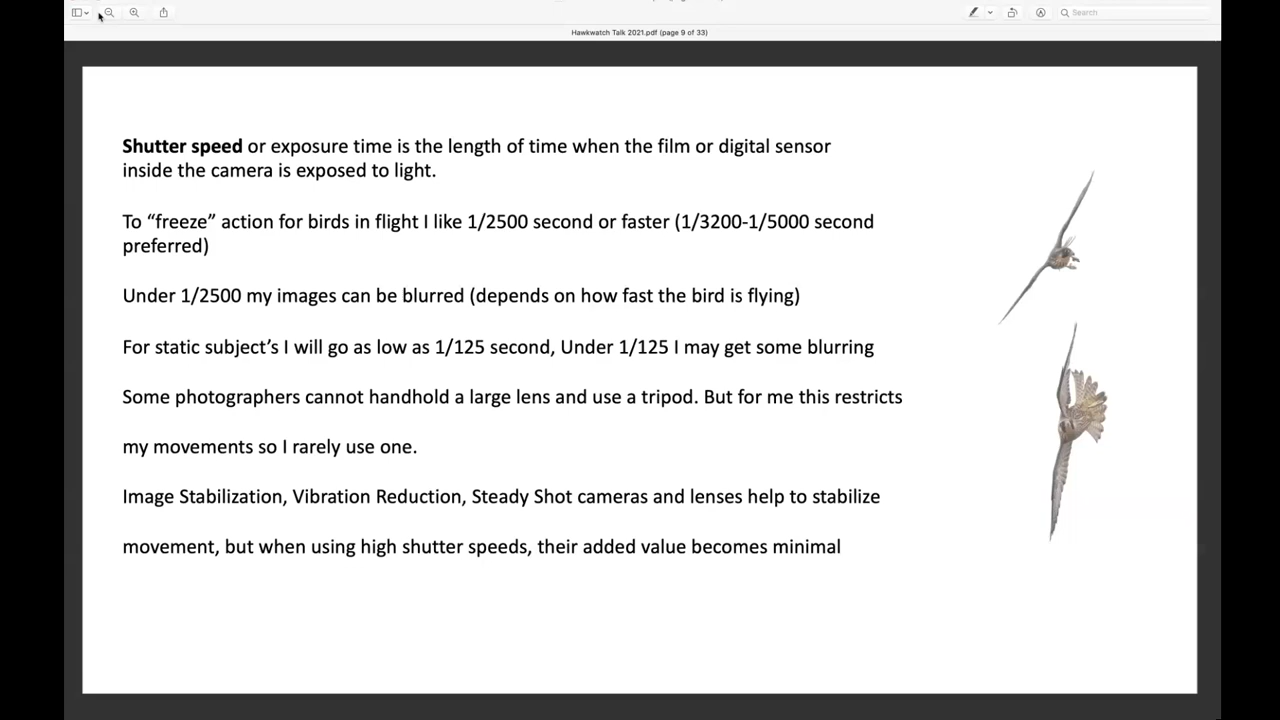 Search
Hawkwatch Talk 2021.pdf (page 9 of 33)
Shutter speed or exposure time is the length of time when the film or digital sensor
inside the camera is exposed to light.
To “freeze” action for birds in flight I like 1/2500 second or faster (1/3200-1/5000 second
preferred)
Under 1/2500 my images can be blurred (depends on how fast the bird is flying)
For static subject’s I will go as low as 1/125 second, Under 1/125 I may get some blurring
Some photographers cannot handhold a large lens and use a tripod. But for me this restricts
my movements so I rarely use one.
Image Stabilization, Vibration Reduction, Steady Shot cameras and lenses help to stabilize
movement, but when using high shutter speeds, their added value becomes minimal